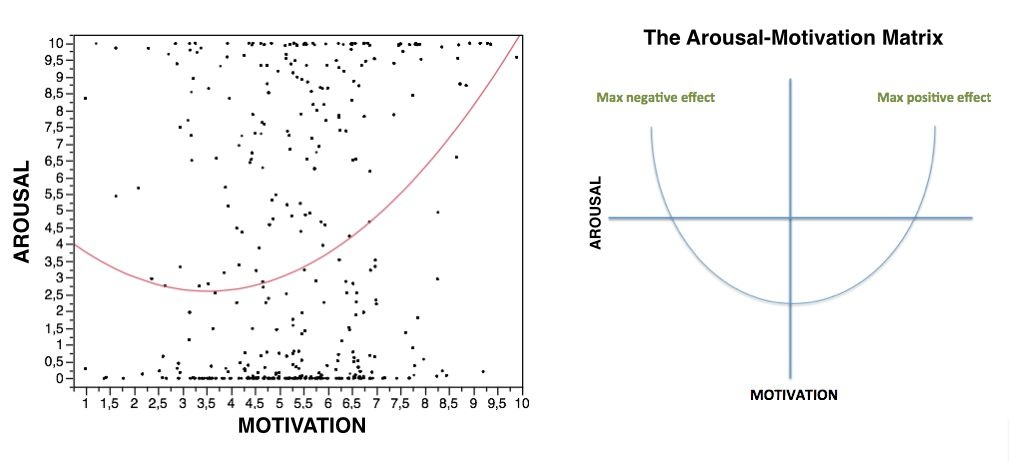 10
9,5
9
8,5
8
7,5
7
6,5
6
5,5
5
4,5
4
3,5
3
2,5
2
1,5
1
0,5
0
AROUSAL
1 1,5 2 2,5 3 3,5 4 4,5 5 5,5 6 6,5 7 7,5 8 8,5 9 9,5 10
MOTIVATION
The Arousal-Motivation Matrix
Max negative effect
Max positive effect
AROUSAL
MOTIVATION